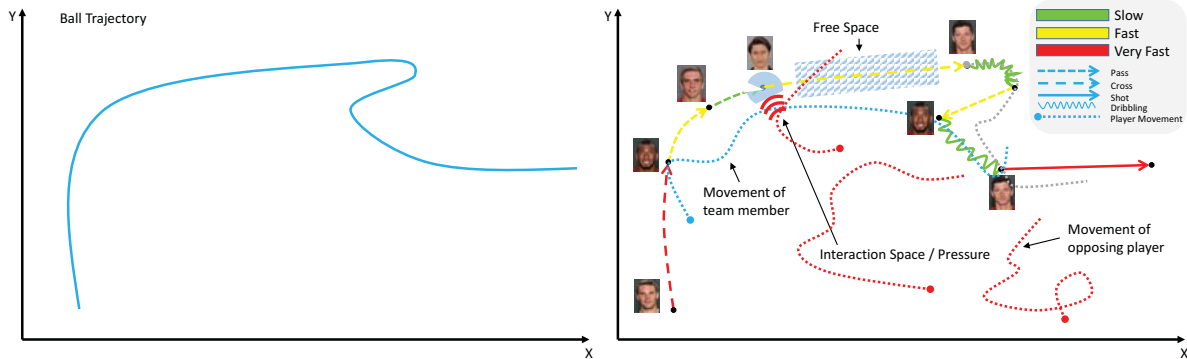 Y
Ball Trajectory
X
Y
Free Space
Slow
Fast
Very Fast
Pass
Cross
Shot
Dribbling
Player Movement
Movement of
team member
Interaction Space / Pressure
Movement of
opposing player
X